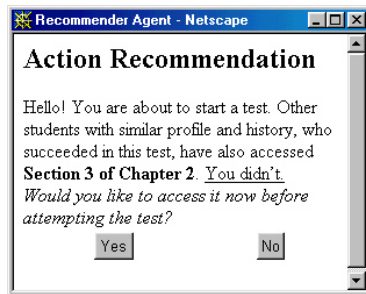 Recommender Agent - Netscape
Action Recommendation
Hello! You are about to start a test. Other
students with similar profile and history, who
succeeded in this test, have also accessed
Section 3 of Chapter 2. You didn't.
Would you like to access it now before
attempting the test?
Yes No